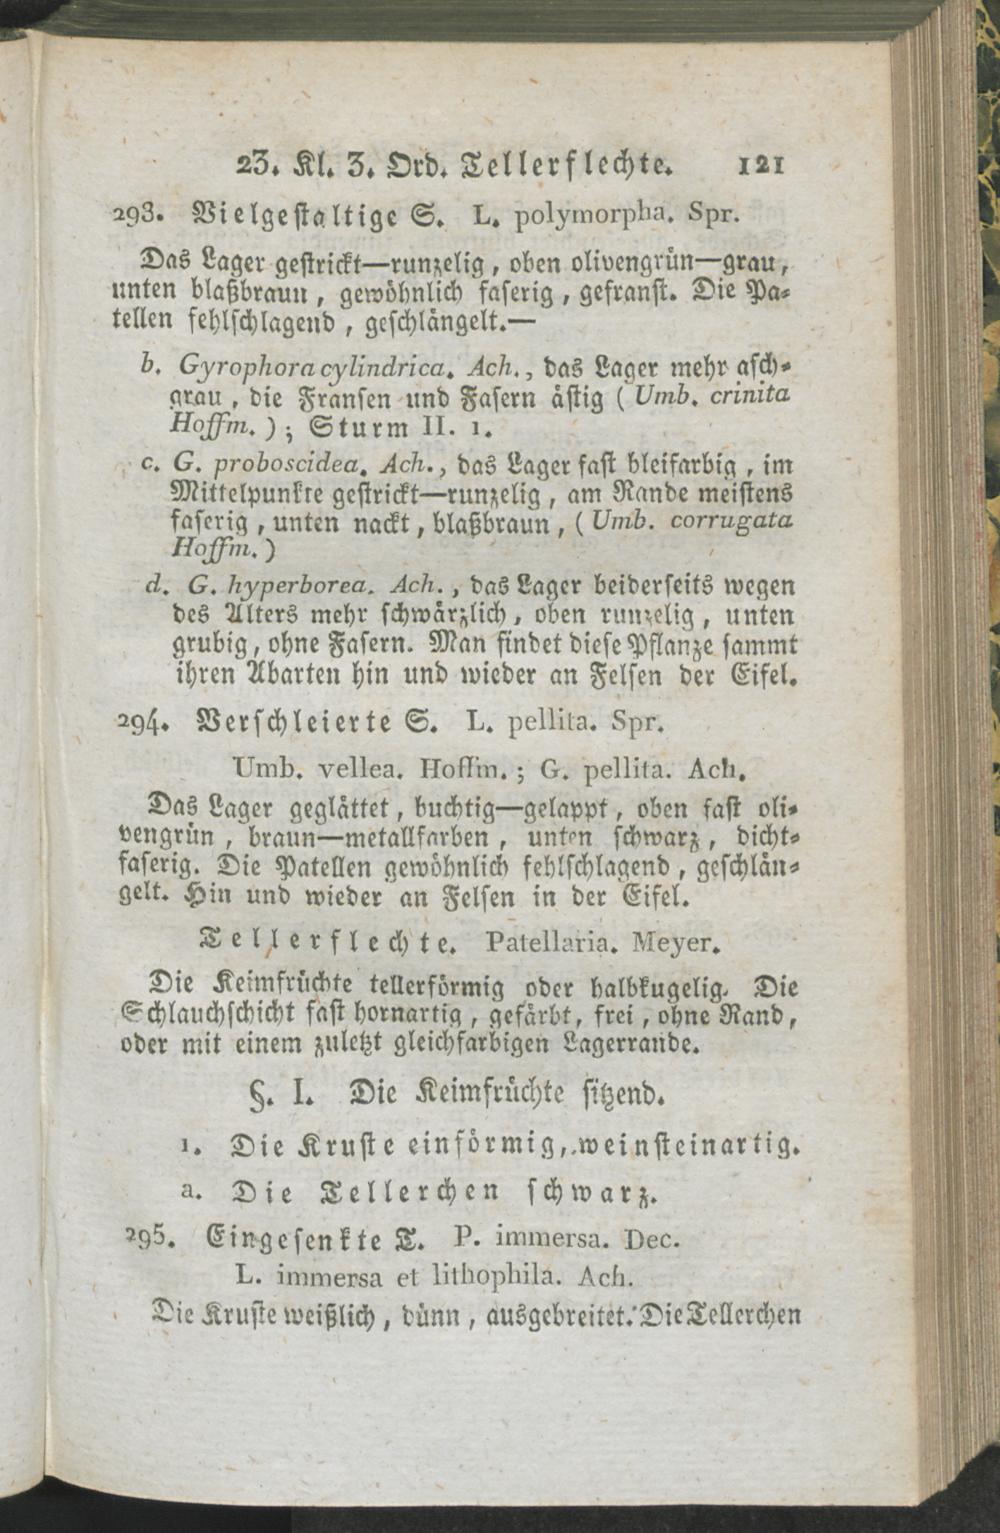 23. Kl. 3. Ord. Tellerflechte. 121
293. Vielgestaltige S. L. polymorpha. Spr.
Das Lager gestrickt—runzelig, oben olivengrün—grau,
unten blaßbraun, gewöhnlich faserig, gefranst. Die Pa-
tellen fehlschlagend, geschlängelt.—
b. Gyrophora cylindrica. Ach., das Lager mehr asch-
grau, die Fransen und Fasern ästig (Umb. crinita
Hoffm.); Sturm II. 1.
c. G. proboscidea. Ach., das Lager fast bleifarbig, im
Mittelpunkte gestrickt—runzelig, am Rande meistens
faserig, unten nackt, blaßbraun, (Umb. corrugata
Hoffm.)
d. G. hyperborea. Ach., das Lager beiderseits wegen
des Alters mehr schwärzlich, oben runzelig, unten
grubig, ohne Fasern. Man findet diese Pflanze sammt
ihren Abarten hin und wieder an Felsen der Eifel.
294. Verschleierte S. L. pellita. Spr.
Umb. vellea. Hoffm.; G. pellita. Ach.
Das Lager geglättet, buchtig—gelappt, oben fast oli-
vengrün, braun—metallfarben, unten schwarz, dicht-
faserig. Die Patellen gewöhnlich fehlschlagend, geschlän-
gelt. Hin und wieder an Felsen in der Eifel.
Tellerflechte. Patellaria. Meyer.
Die Keimfrüchte tellerförmig oder halbkugelig. Die
Schlauchschicht fast hornartig, gefärbt, frei, ohne Rand,
oder mit einem zuletzt gleichfarbigen Lagerrande.
§. I. Die Keimfrüchte sitzend.
1. Die Kruste einförmig, weinsteinartig.
a. Die Tellerchen schwarz.
295. Eingesenkte T. P. immersa. Dec.
L. immersa et lithophila. Ach.
Die Kruste weißlich, dünn, ausgebreitet. Die Tellerchen